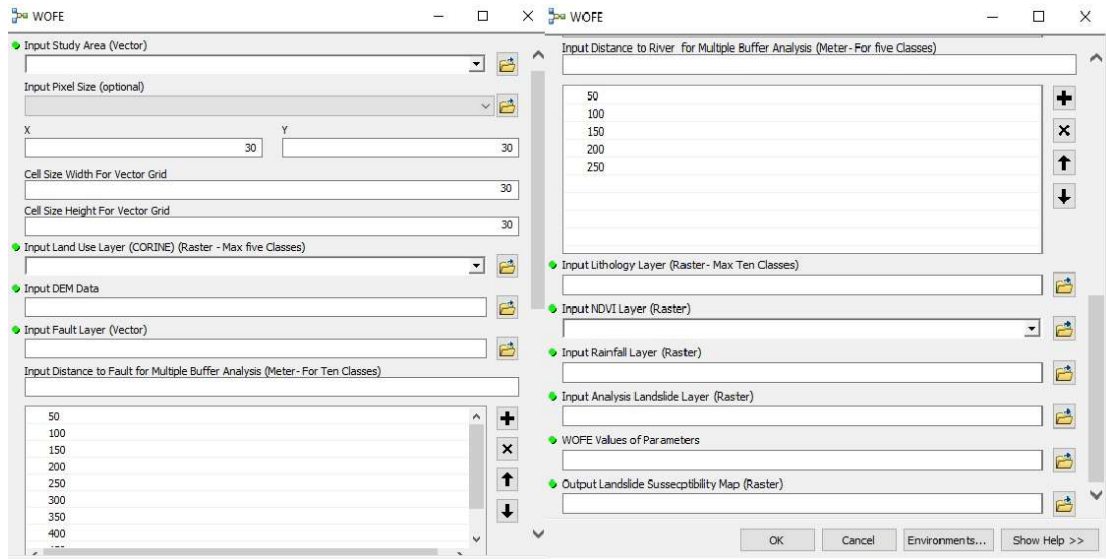 WOFE
Input Study Area (Vector)
Input Pixel Size (optional)
X Y
30 30
Cell Size Width For Vector Grid
30
Cell Size Height For Vector Grid
30
Input Land Use Layer (CORINE) (Raster - Max five Classes)
Input DEM Data
Input Fault Layer (Vector)
Input Distance to Fault for Multiple Buffer Analysis (Meter- For Ten Classes)
50
100
150
200
250
300
350
400
WOFE
Input Distance to River for Multiple Buffer Analysis (Meter- For five Classes)
50
100
150
200
250
Input Lithology Layer (Raster- Max Ten Classes)
Input NDVI Layer (Raster)
Input Rainfall Layer (Raster)
Input Analysis Landslide Layer (Raster)
WOFE Values of Parameters
Output Landslide Sussecptibility Map (Raster)
OK Cancel Environments... Show Help >>